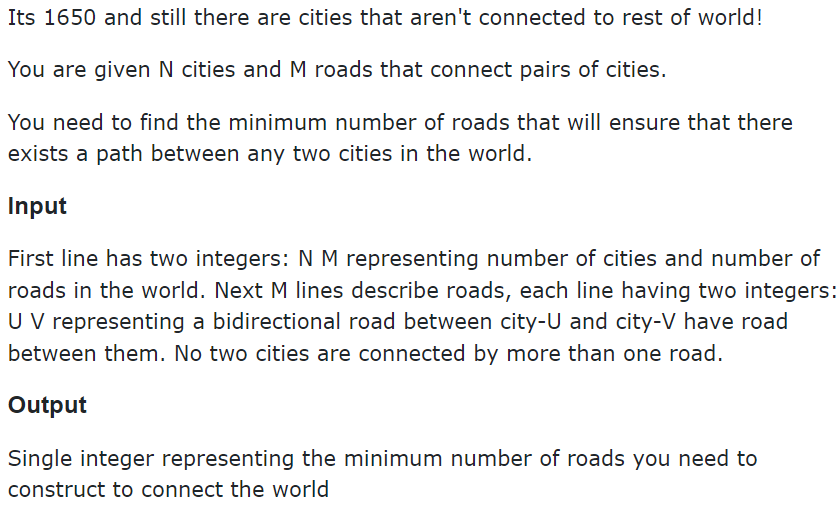 Its 1650 and still there are cities that aren't connected to rest of world!
You are given N cities and M roads that connect pairs of cities.
You need to find the minimum number of roads that will ensure that there
exists a path between any two cities in the world.
Input
First line has two integers: N M representing number of cities and number of
roads in the world. Next M lines describe roads, each line having two integers:
U V representing a bidirectional road between city-U and city-V have road
between them. No two cities are connected by more than one road.
Output
Single integer representing the minimum number of roads you need to
construct to connect the world